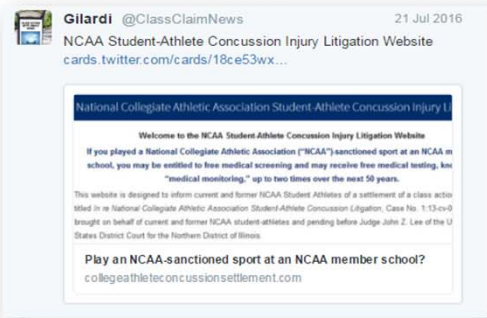 Gilardi @ClassClaimNews 21 Jul 2016
NCAA Student-Athlete Concussion Injury Litigation Website
cards.twitter.com/cards/18ce53wx...
National Collegiate Athletic Association Student-Athlete Concussion Injury Li
Welcome to the NCAA Student-Athlete Concussion Injury Litigation Website
If you played a National Collegiate Athletic Association ("NCAA")-sanctioned sport at an NCAA m
school, you may be entitled to free medical screening and may receive free medical testing, kno
"medical monitoring," up to two times over the next 50 years.
This website is designed to inform current and former NCAA Student Athletes of a settlement of a class actio
titled In re National Collegiate Athletic Association Student-Athlete Concussion Litigation, Case No. 1:13-cv-0
brought on behalf of current and former NCAA student-athletes and pending before Judge John Z. Lee of the U
States District Court for the Northern District of Illinois.
Play an NCAA-sanctioned sport at an NCAA member school?
collegeathleteconcussionsettlement.com